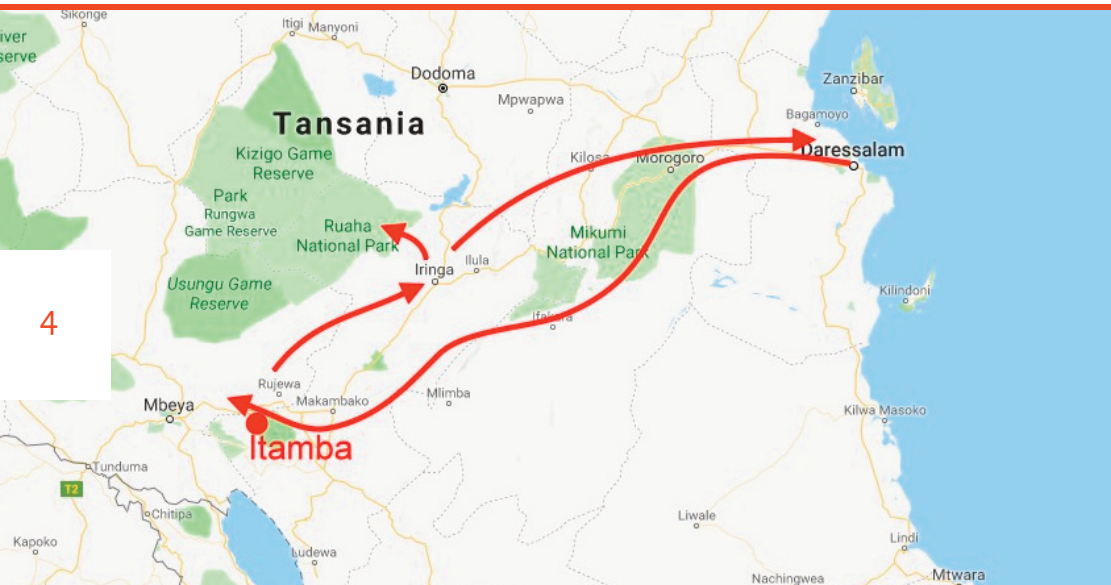 Sikonge
Itigi
Manyoni
iver
serve
Dodoma
Zanzibar
Mpwapwa
Bagamoyo
Tansania
Daressalam
Kizigo Game
Reserve
Kilosa
Morogoro
Park
Rungwa
Game Reserve
Ruaha
National Park
Mikumi
National Park
Iringa
Ilula
Usungu Game
Reserve
Kilindoni
4
Ifakara
Rujewa
Makambako
Mlimba
Mbeya
Kilwa Masoko
Itamba
Tunduma
T2
Chitipa
Liwale
Kapoko
Ludewa
Lindi
Nachingwea
Mtwara